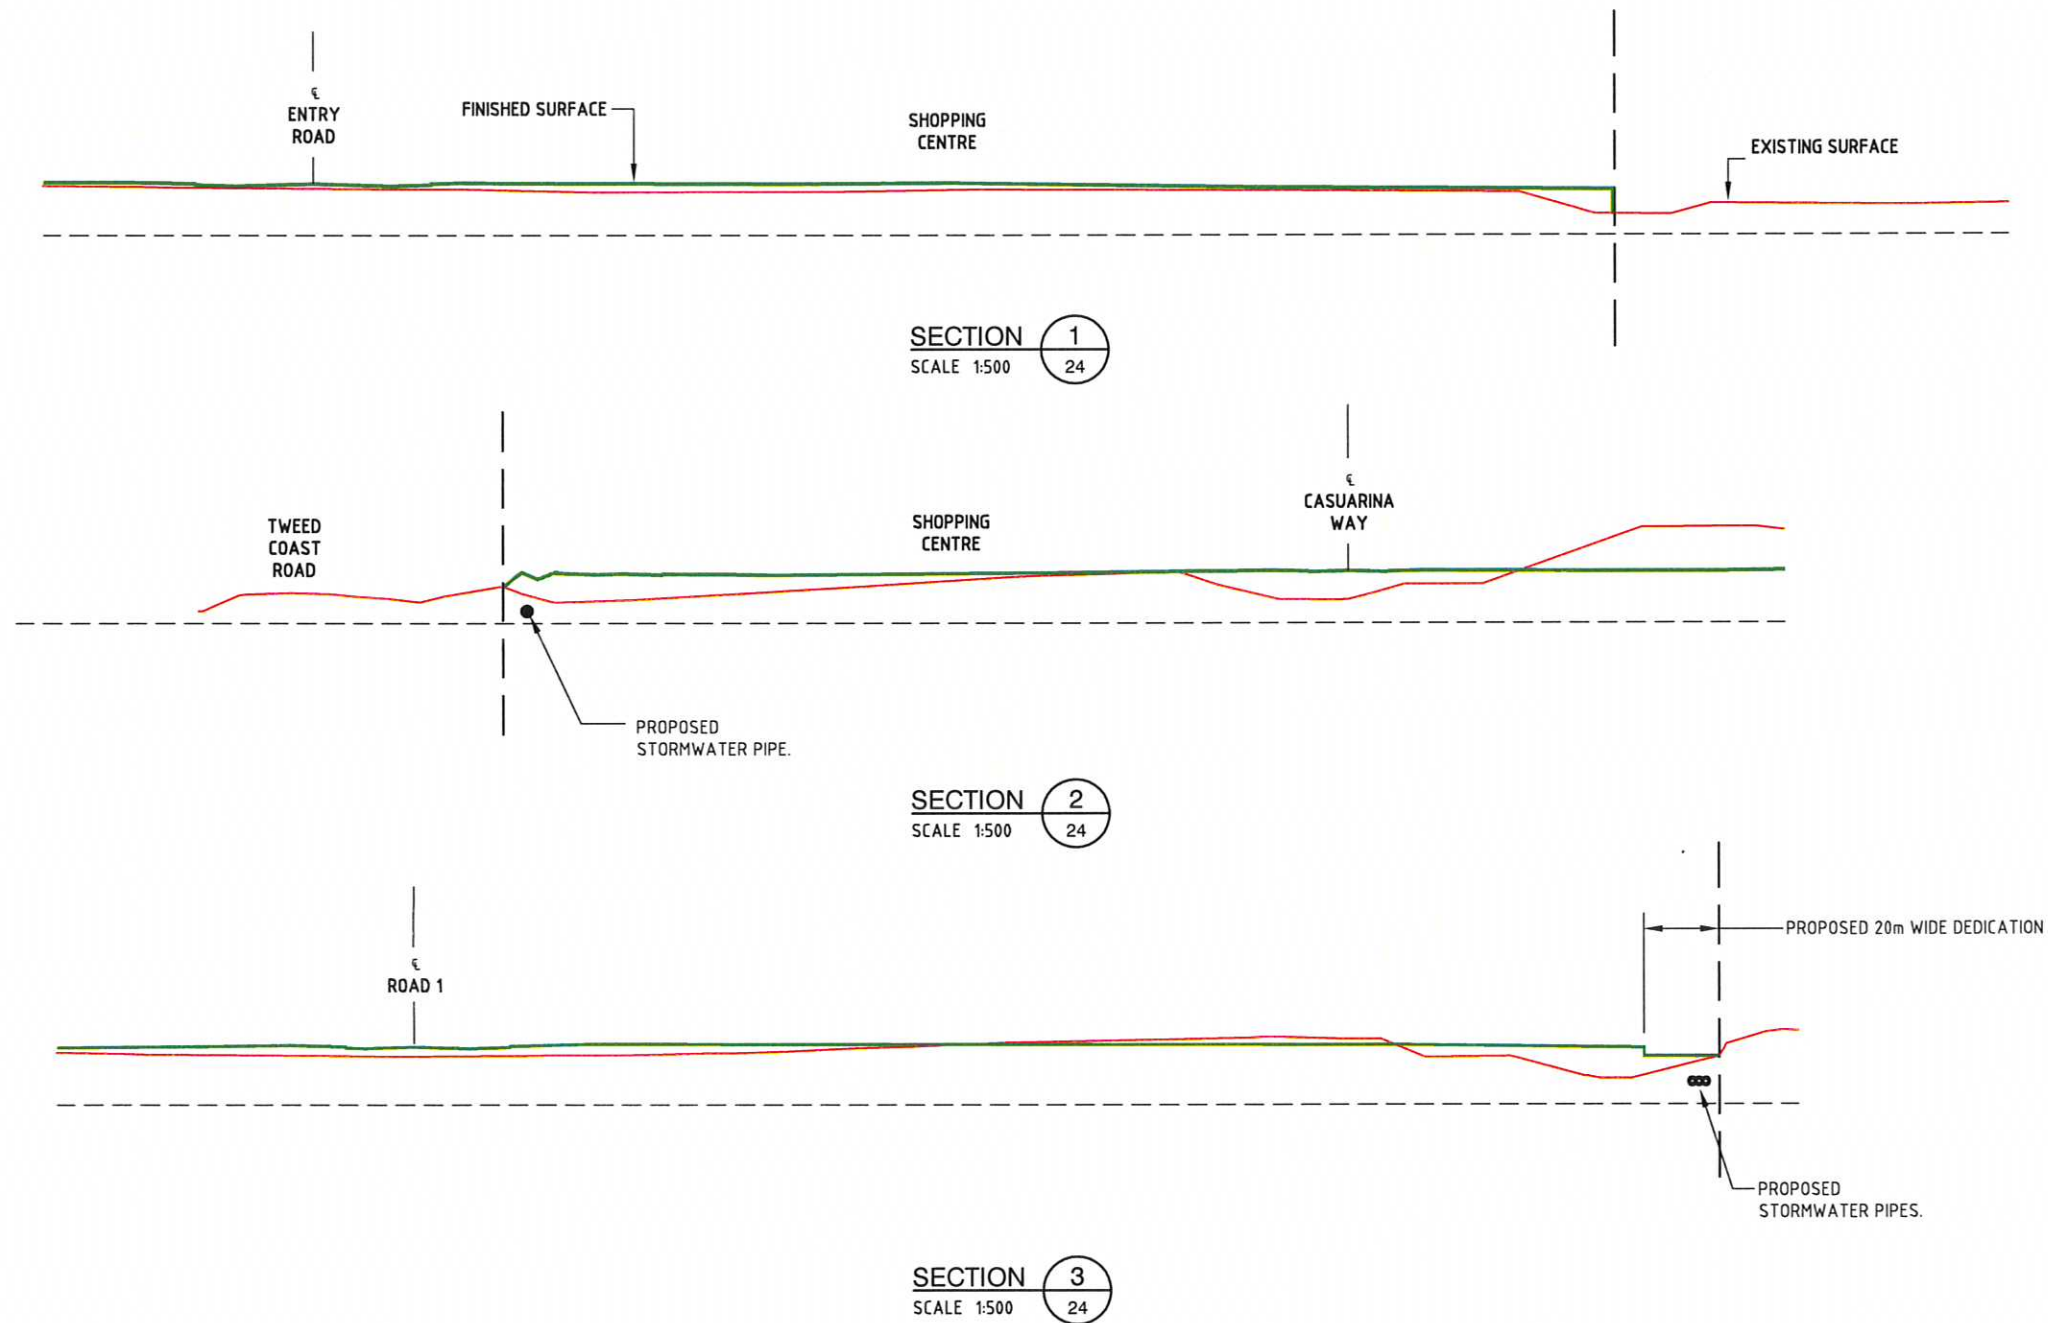 ℄
ENTRY
ROAD
FINISHED SURFACE
SHOPPING
CENTRE
EXISTING SURFACE
SECTION 1
SCALE 1:500 24
℄
CASUARINA
WAY
TWEED
COAST
ROAD
SHOPPING
CENTRE
PROPOSED
STORMWATER PIPE.
SECTION 2
SCALE 1:500 24
PROPOSED 20m WIDE DEDICATION
℄
ROAD 1
PROPOSED
STORMWATER PIPES.
SECTION 3
SCALE 1:500 24